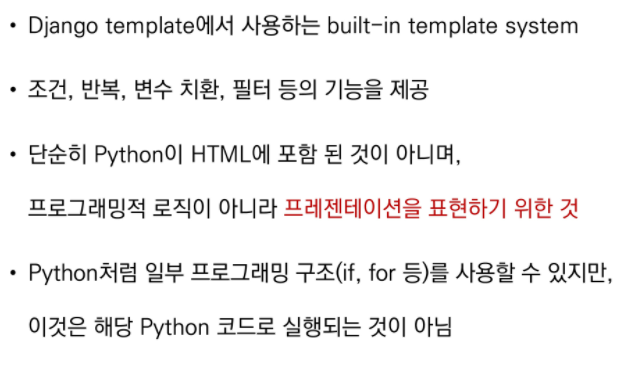 • Django template에서 사용하는 built-in template system
• 조건, 반복, 변수 치환, 필터 등의 기능을 제공
• 단순히 Python이 HTML에 포함 된 것이 아니며,
프로그래밍적 로직이 아니라 프레젠테이션을 표현하기 위한 것
• Python처럼 일부 프로그래밍 구조(if, for 등)를 사용할 수 있지만,
이것은 해당 Python 코드로 실행되는 것이 아님